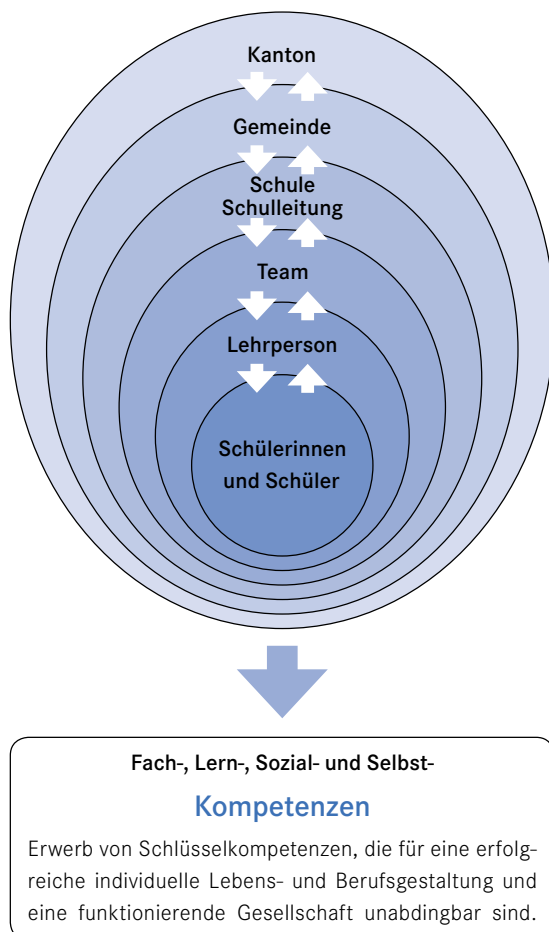 Kanton
Gemeinde
Schule
Schulleitung
Team
Lehrperson
Schülerinnen
und Schüler
Fach-, Lern-, Sozial- und Selbst-
Kompetenzen
Erwerb von Schlüsselkompetenzen, die für eine erfolg-
reiche individuelle Lebens- und Berufsgestaltung und
eine funktionierende Gesellschaft unabdingbar sind.